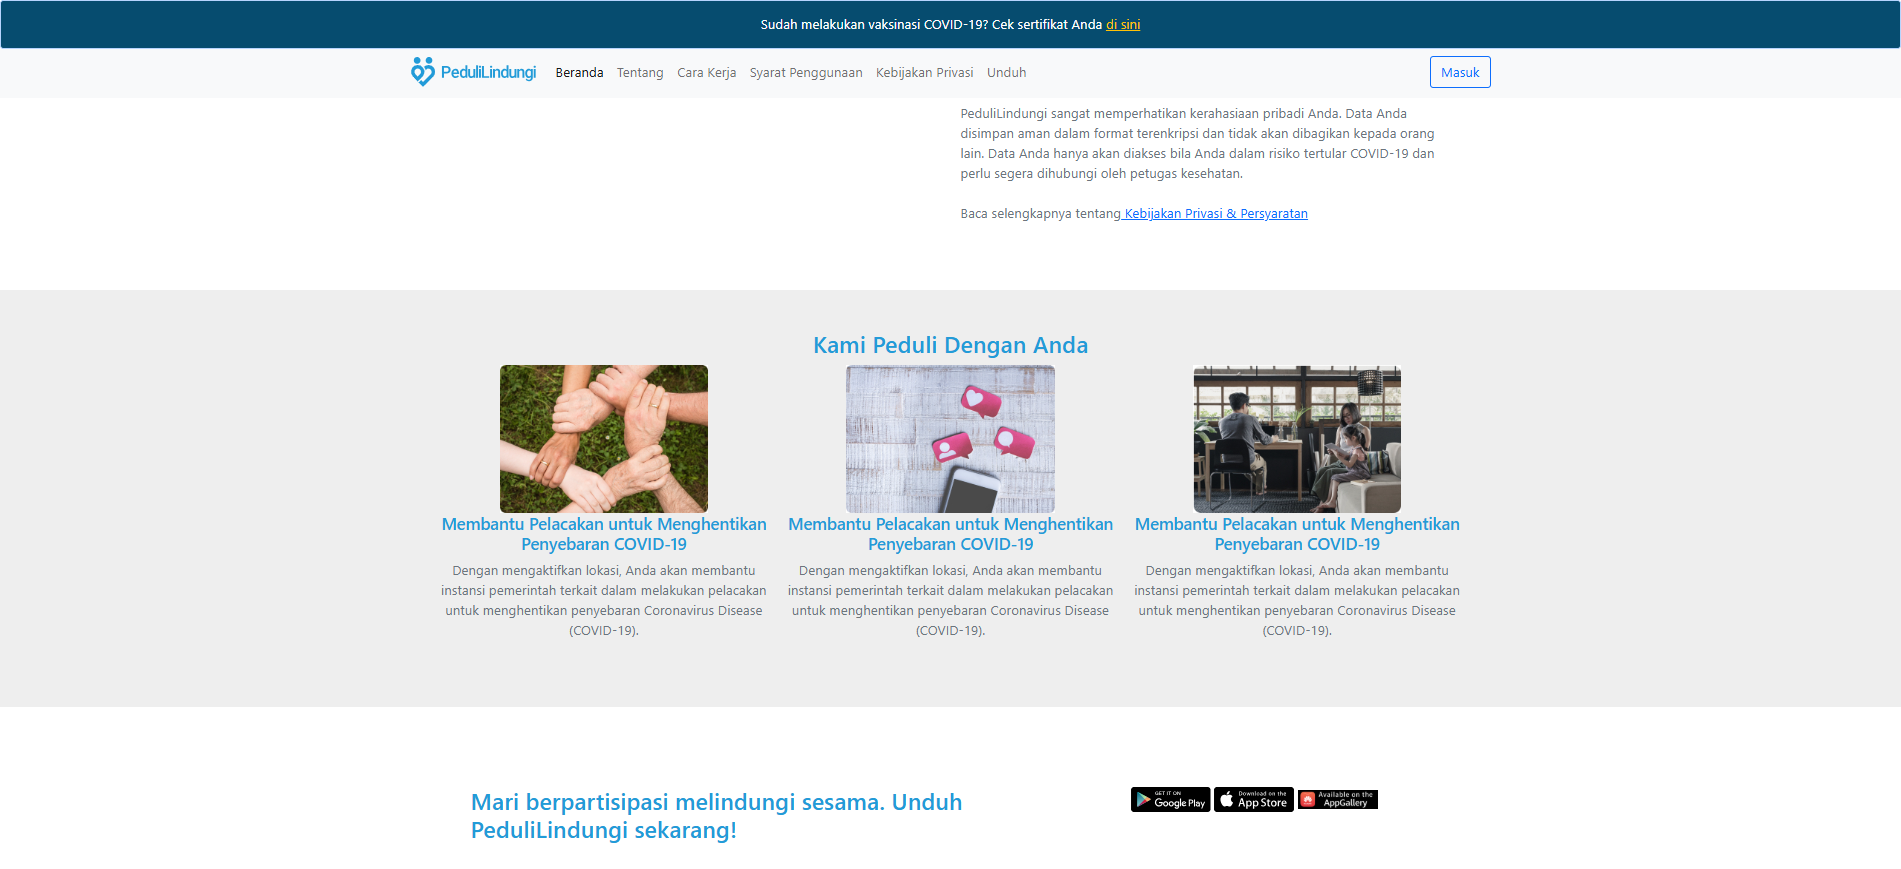 Sudah melakukan vaksinasi COVID-19? Cek sertifikat Anda di sini
PeduliLindungi Beranda Tentang Cara Kerja Syarat Penggunaan Kebijakan Privasi Unduh Masuk
PeduliLindungi sangat memperhatikan kerahasiaan pribadi Anda. Data Anda
disimpan aman dalam format terenkripsi dan tidak akan dibagikan kepada orang
lain. Data Anda hanya akan diakses bila Anda dalam risiko tertular COVID-19 dan
perlu segera dihubungi oleh petugas kesehatan.
Baca selengkapnya tentang Kebijakan Privasi & Persyaratan
Kami Peduli Dengan Anda
Membantu Pelacakan untuk Menghentikan
Penyebaran COVID-19
Dengan mengaktifkan lokasi, Anda akan membantu
instansi pemerintah terkait dalam melakukan pelacakan
untuk menghentikan penyebaran Coronavirus Disease
(COVID-19).
Membantu Pelacakan untuk Menghentikan
Penyebaran COVID-19
Dengan mengaktifkan lokasi, Anda akan membantu
instansi pemerintah terkait dalam melakukan pelacakan
untuk menghentikan penyebaran Coronavirus Disease
(COVID-19).
Membantu Pelacakan untuk Menghentikan
Penyebaran COVID-19
Dengan mengaktifkan lokasi, Anda akan membantu
instansi pemerintah terkait dalam melakukan pelacakan
untuk menghentikan penyebaran Coronavirus Disease
(COVID-19).
Mari berpartisipasi melindungi sesama. Unduh
PeduliLindungi sekarang!
GET IT ON
Google Play
Download on the
App Store
Available on the
AppGallery